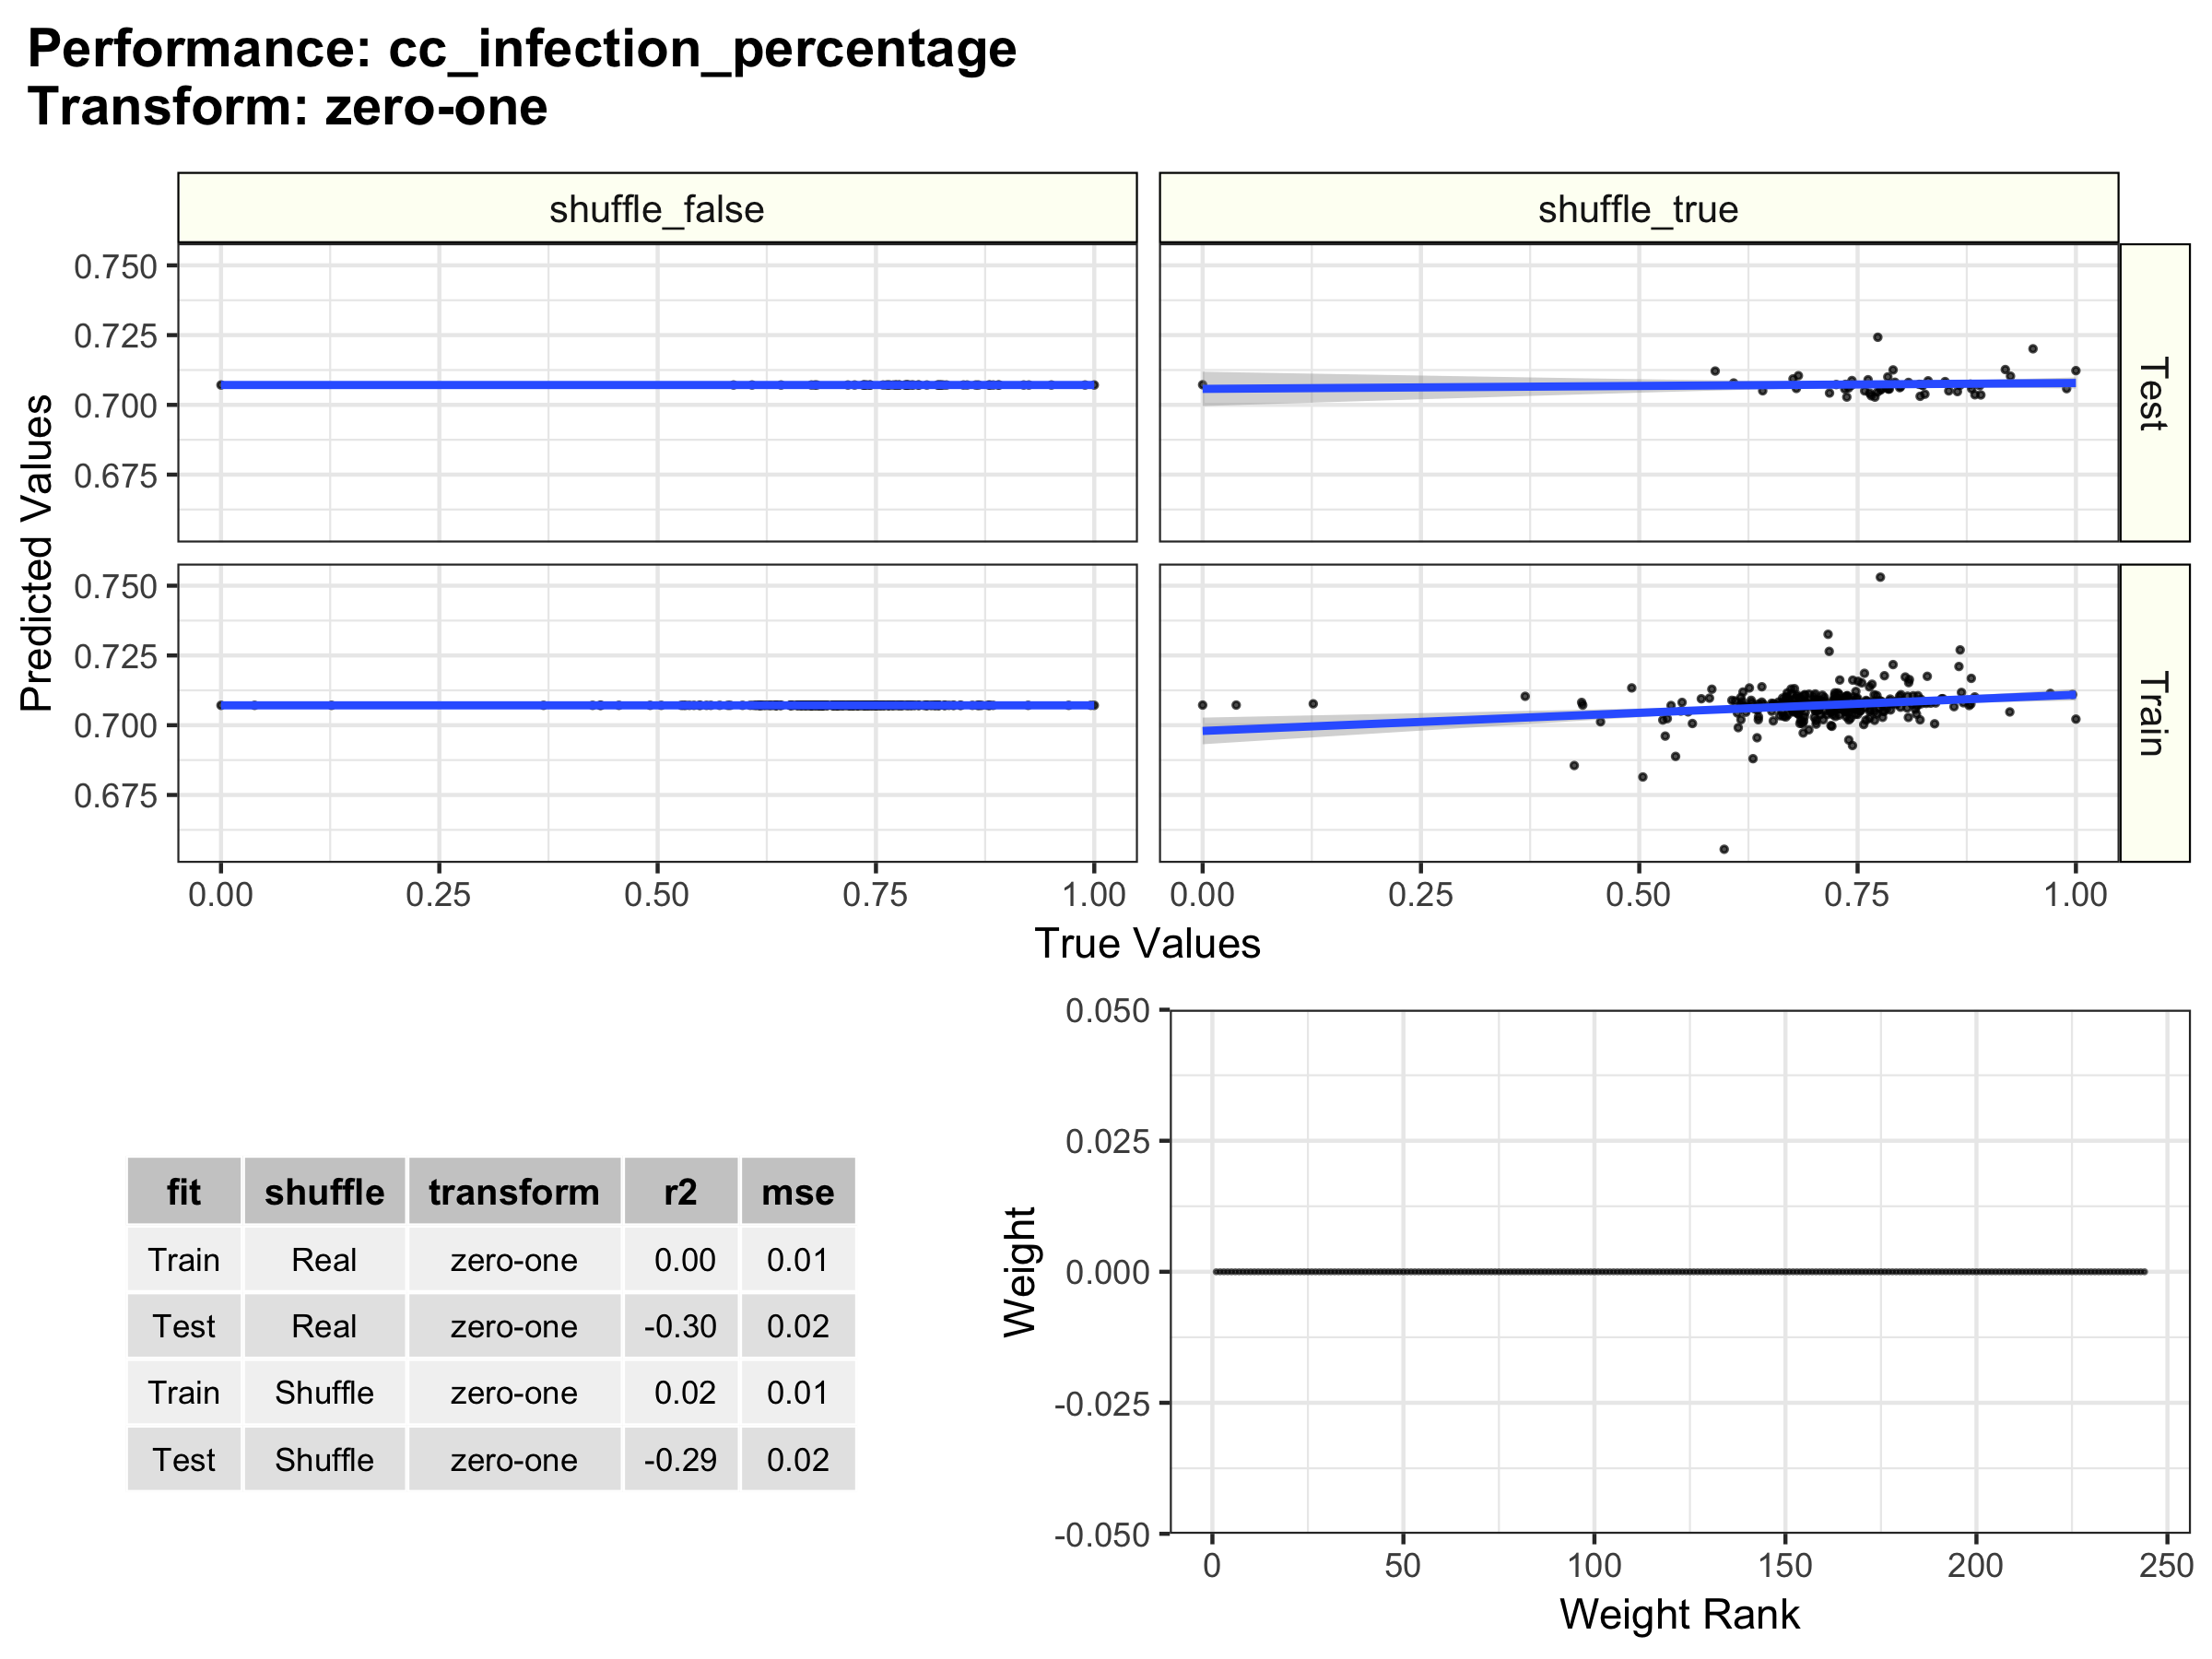 Performance: cc_infection_percentage
Transform: zero-one
shuffle_false
shuffle_true
Predicted Values
0.750
0.725
0.700
0.675
Test
0.750
0.725
0.700
0.675
Train
0.00 0.25 0.50 0.75 1.00
0.00 0.25 0.50 0.75 1.00
True Values
fit shuffle transform r2 mse
Train Real zero-one 0.00 0.01
Test Real zero-one -0.30 0.02
Train Shuffle zero-one 0.02 0.01
Test Shuffle zero-one -0.29 0.02
Weight
0.050
0.025
0.000
-0.025
-0.050
0 50 100 150 200 250
Weight Rank